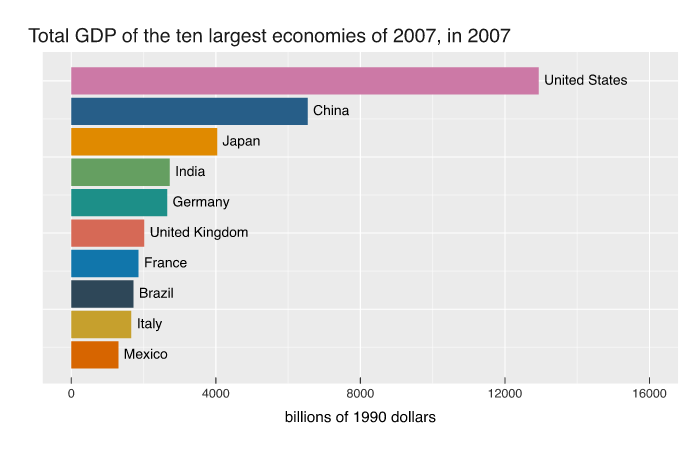 Total GDP of the ten largest economies of 2007, in 2007
United States
China
Japan
India
Germany
United Kingdom
France
Brazil
Italy
Mexico
0 4000 8000 12000 16000
billions of 1990 dollars